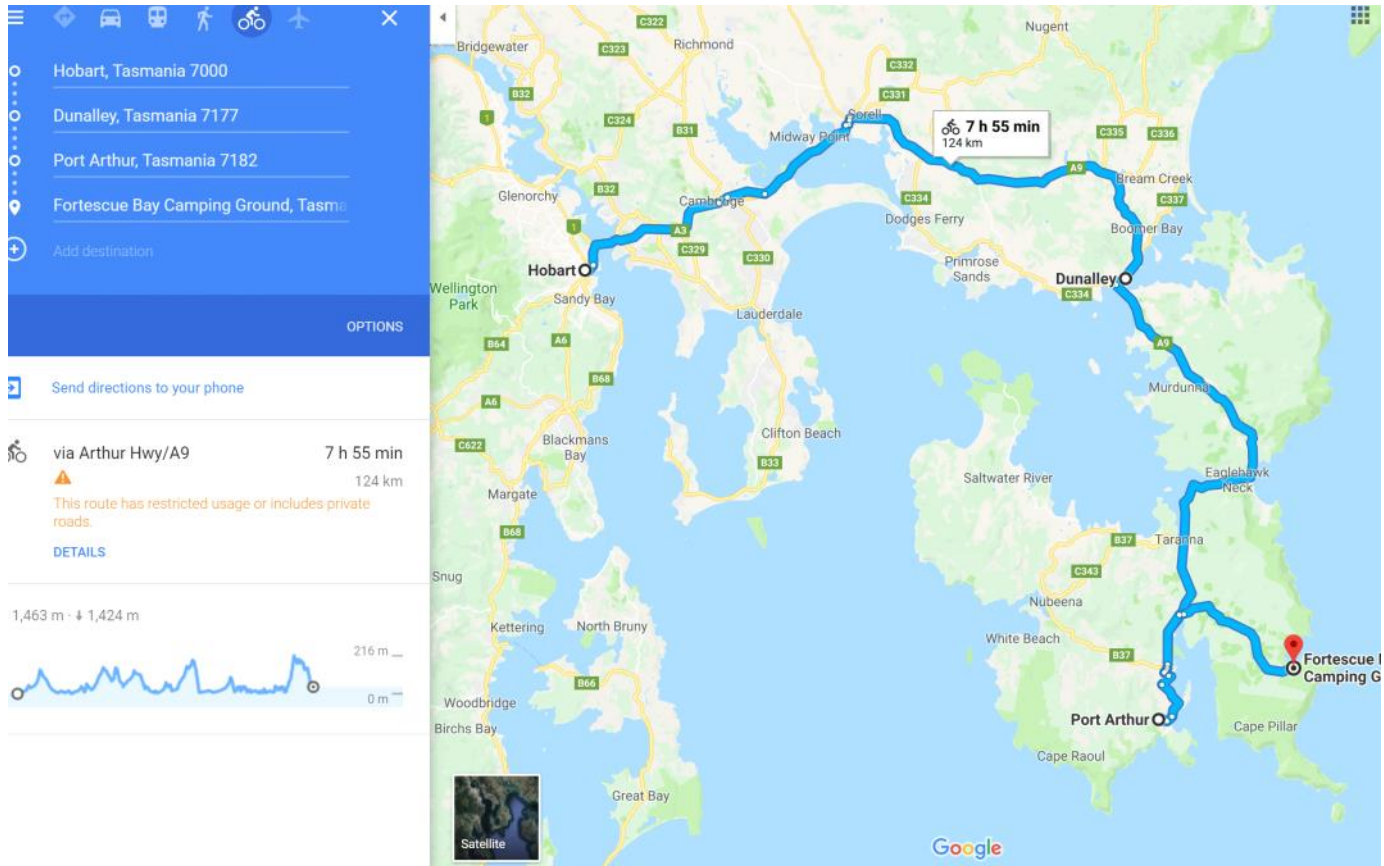 Hobart, Tasmania 7000
Dunalley, Tasmania 7177
Port Arthur, Tasmania 7182
Fortescue Bay Camping Ground, Tasma
Add destination
OPTIONS
Send directions to your phone
via Arthur Hwy/A9
7 h 55 min
124 km
This route has restricted usage or includes private
roads.
DETAILS
1,463 m · ↓ 1,424 m
216 m
0 m
C322
Nugent
Bridgewater
C323
Richmond
C332
B32
C331
1
C324
B31
Sorell
Midway Point
7 h 55 min
124 km
C335
C336
A9
Bream Creek
Glenorchy
B32
Cambridge
C334
C337
1
Dodges Ferry
Boomer Bay
A3
C329
C330
Hobart
Primrose
Sands
Dunalley
C334
Wellington
Park
Sandy Bay
Lauderdale
B64
A6
A9
B68
Murdunna
A6
C622
Blackmans
Bay
Clifton Beach
B33
Saltwater River
Eaglehawk
Neck
Margate
B68
B37
Taranna
Snug
C343
Nubeena
Kettering
North Bruny
White Beach
B37
Fortescue
Camping G
B66
Woodbridge
Port Arthur
Cape Pillar
Birchs Bay
Cape Raoul
Great Bay
Satellite
Google